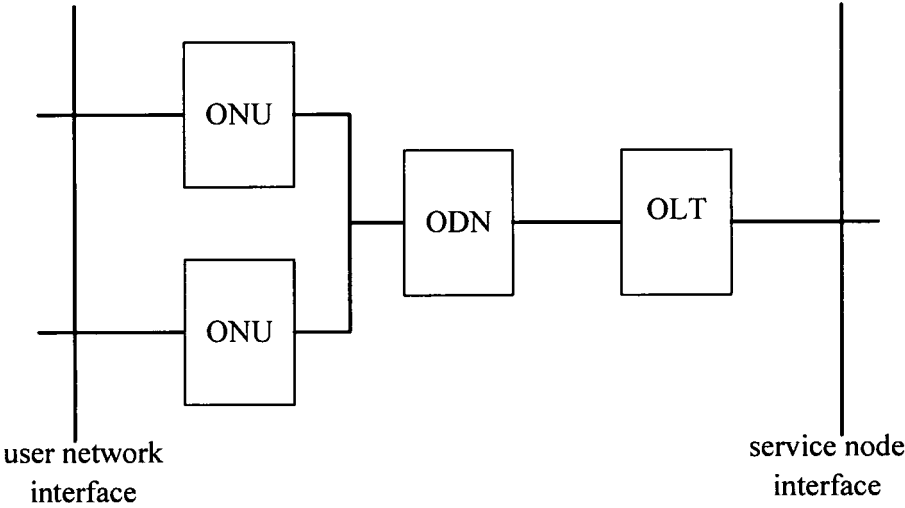 ONU
ODN
OLT
ONU
user network
interface
service node
interface